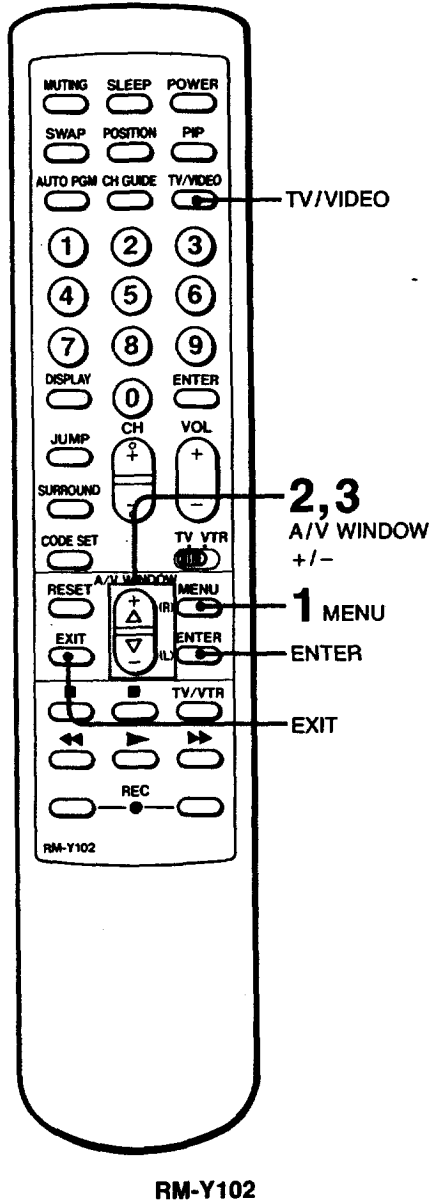 MUTING SLEEP POWER
SWAP POSITION PIP
AUTO PGM CH GUIDE TV/VIDEO
TV/VIDEO
1 2 3
4 5 6
7 8 9
DISPLAY 0 ENTER
CH VOL
JUMP + +
SURROUND - -
2,3
A/V WINDOW
+/-
CODE SET TV VTR
A/V WINDOW
RESET + (R) MENU
1 MENU
EXIT - (L) ENTER
ENTER
TV/VTR
EXIT
REC
RM-Y102
RM-Y102